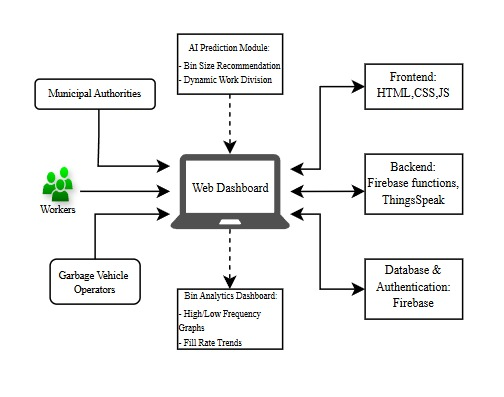 AI Prediction Module:
- Bin Size Recommendation
- Dynamic Work Division
Municipal Authorities
Frontend:
HTML,CSS,JS
Workers
Web Dashboard
Backend:
Firebase functions,
ThingsSpeak
Garbage Vehicle
Operators
Bin Analytics Dashboard:
- High/Low Frequency
Graphs
- Fill Rate Trends
Database &
Authentication:
Firebase